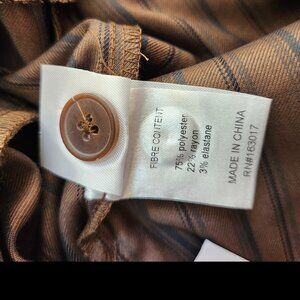 FIBRE CONTENT
75% polyester
22% rayon
3% elastane
MADE IN CHINA
RN#163017